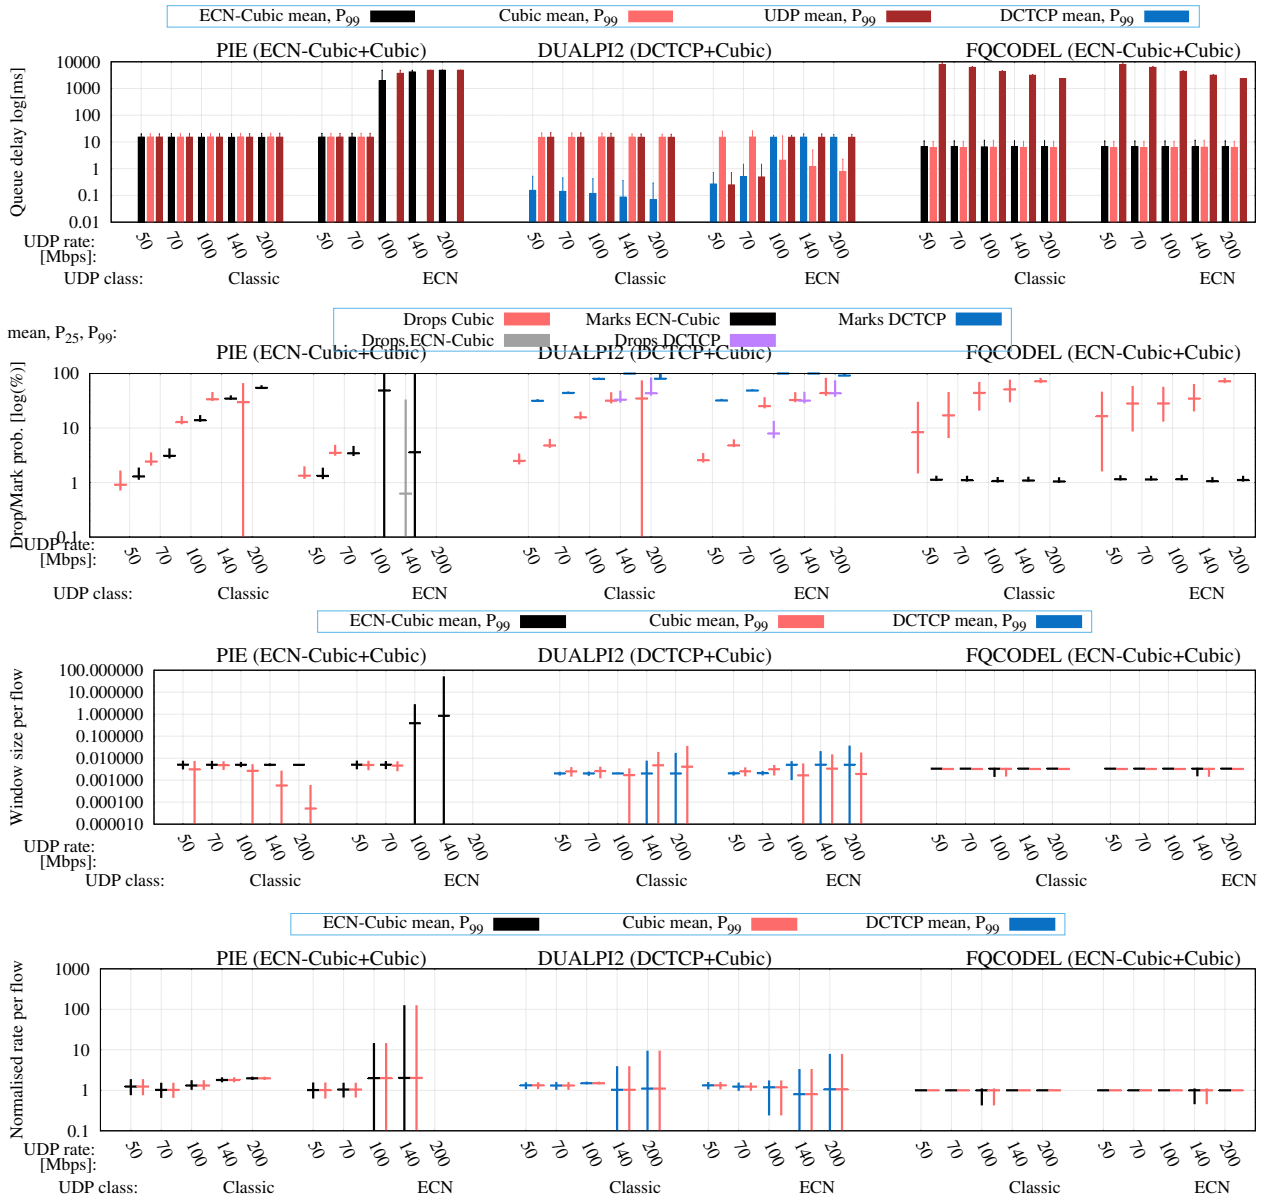 ECN-Cubic mean, P99 Cubic mean, P99 UDP mean, P99 DCTCP mean, P99
PIE (ECN-Cubic+Cubic) DUALPI2 (DCTCP+Cubic) FQCODEL (ECN-Cubic+Cubic)
Queue delay log[ms]
10000
1000
100
10
1
0.1
0.01
UDP rate:
[Mbps]:
50 70 100 140 200 50 70 100 140 200 50 70 100 140 200 50 70 100 140 200 50 70 100 140 200 50 70 100 140 200
UDP class: Classic ECN Classic ECN Classic ECN
mean, P25, P99:
Drops Cubic Marks ECN-Cubic Marks DCTCP
Drops ECN-Cubic Drops DCTCP
PIE (ECN-Cubic+Cubic) DUALPI2 (DCTCP+Cubic) FQCODEL (ECN-Cubic+Cubic)
Drop/Mark prob. [log(%)]
100
10
1
0.1
UDP rate:
[Mbps]:
50 70 100 140 200 50 70 100 140 200 50 70 100 140 200 50 70 100 140 200 50 70 100 140 200 50 70 100 140 200
UDP class: Classic ECN Classic ECN Classic ECN
ECN-Cubic mean, P99 Cubic mean, P99 DCTCP mean, P99
PIE (ECN-Cubic+Cubic) DUALPI2 (DCTCP+Cubic) FQCODEL (ECN-Cubic+Cubic)
Window size per flow
100.000000
10.000000
1.000000
0.100000
0.010000
0.001000
0.000100
0.000010
UDP rate:
[Mbps]:
50 70 100 140 200 50 70 100 140 200 50 70 100 140 200 50 70 100 140 200 50 70 100 140 200 50 70 100 140 200
UDP class: Classic ECN Classic ECN Classic ECN
ECN-Cubic mean, P99 Cubic mean, P99 DCTCP mean, P99
PIE (ECN-Cubic+Cubic) DUALPI2 (DCTCP+Cubic) FQCODEL (ECN-Cubic+Cubic)
Normalised rate per flow
1000
100
10
1
0.1
UDP rate:
[Mbps]:
50 70 100 140 200 50 70 100 140 200 50 70 100 140 200 50 70 100 140 200 50 70 100 140 200 50 70 100 140 200
UDP class: Classic ECN Classic ECN Classic ECN